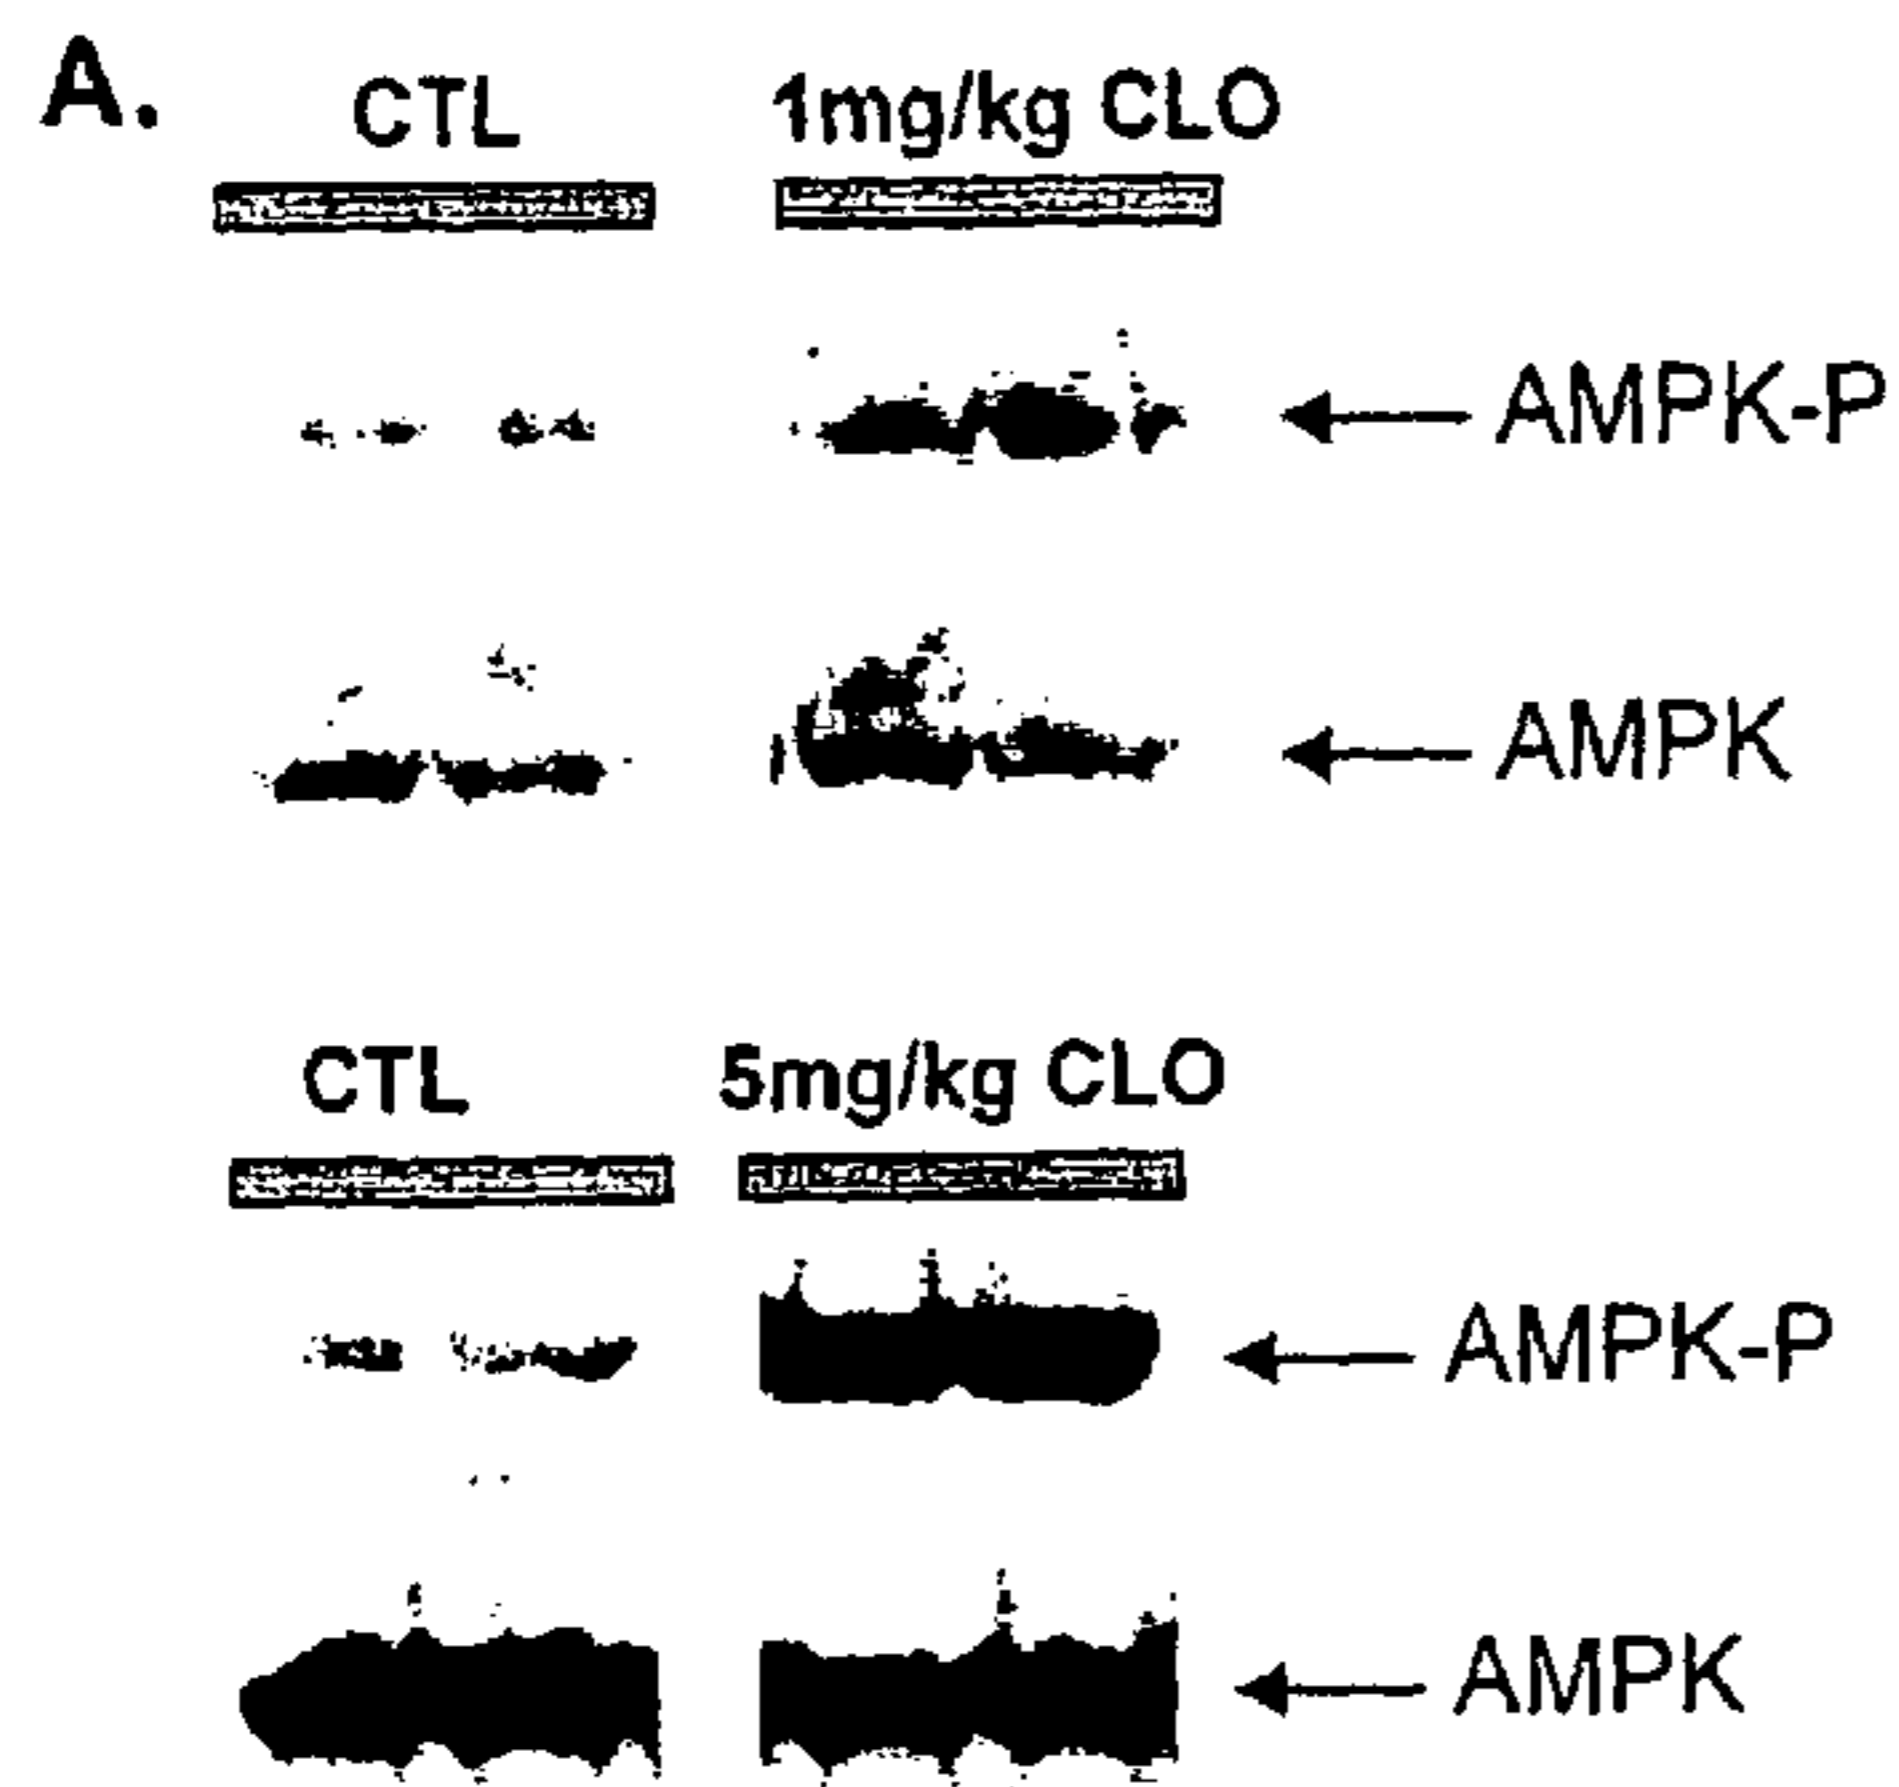 A.
CTL 1mg/kg CLO
AMPK-P
AMPK
CTL 5mg/kg CLO
AMPK-P
AMPK